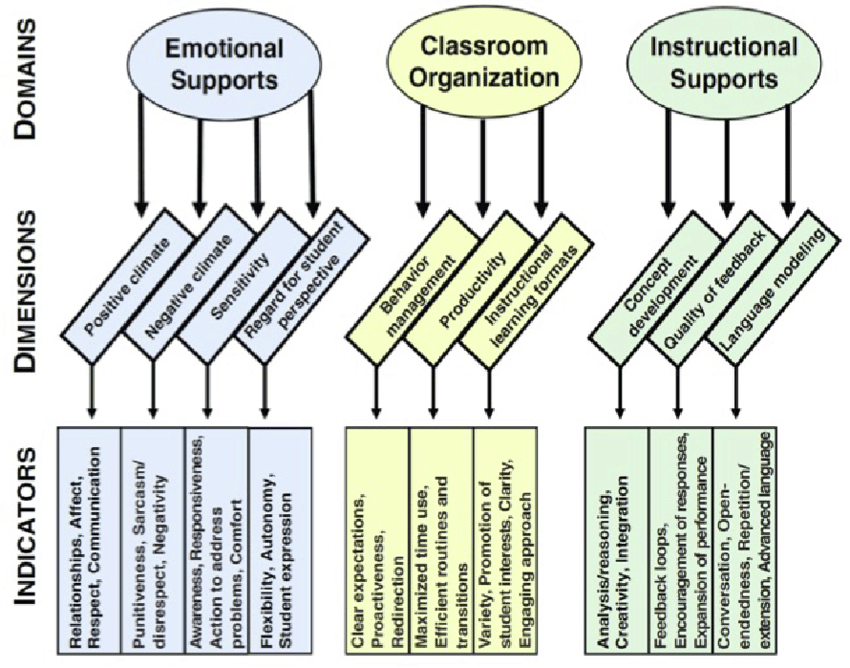 DOMAINS
Emotional
Supports
Classroom
Organization
Instructional
Supports
DIMENSIONS
Positive climate
Negative climate
Sensitivity
Regard for student
perspective
Behavior
management
Productivity
Instructional
learning formats
Concept
development
Quality of feedback
Language modeling
INDICATORS
Relationships, Affect,
Respect, Communication
Punitiveness, Sarcasm/
disrespect, Negativity
Awareness, Responsiveness,
Action to address
problems, Comfort
Flexibility, Autonomy,
Student expression
Clear expectations,
Proactiveness,
Redirection
Maximized time use,
Efficient routines and
transitions
Variety, Promotion of
student interests, Clarity,
Engaging approach
Analysis/reasoning,
Creativity, Integration
Feedback loops,
Encouragement of responses,
Expansion of performance
Conversation, Open-
endedness, Repetition/
extension, Advanced language